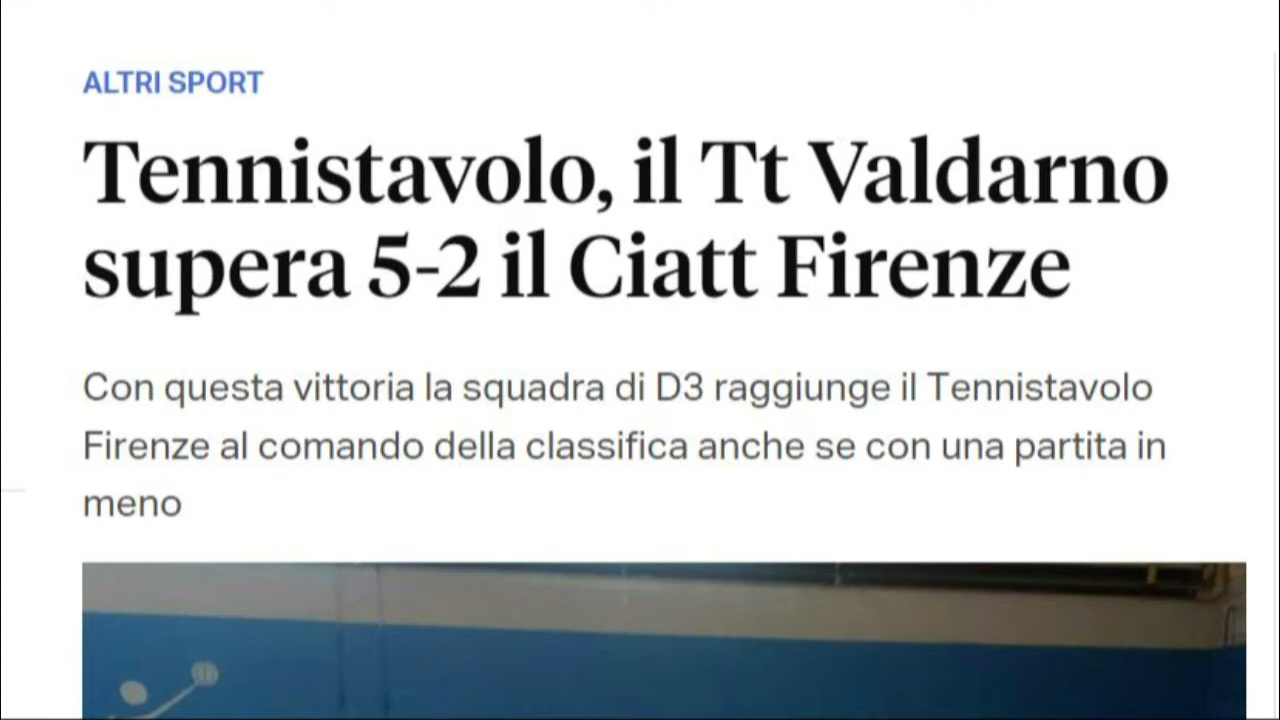 ALTRI SPORT
Tennistavolo, il Tt Valdarno
supera 5-2 il Ciatt Firenze
Con questa vittoria la squadra di D3 raggiunge il Tennistavolo
Firenze al comando della classifica anche se con una partita in
meno